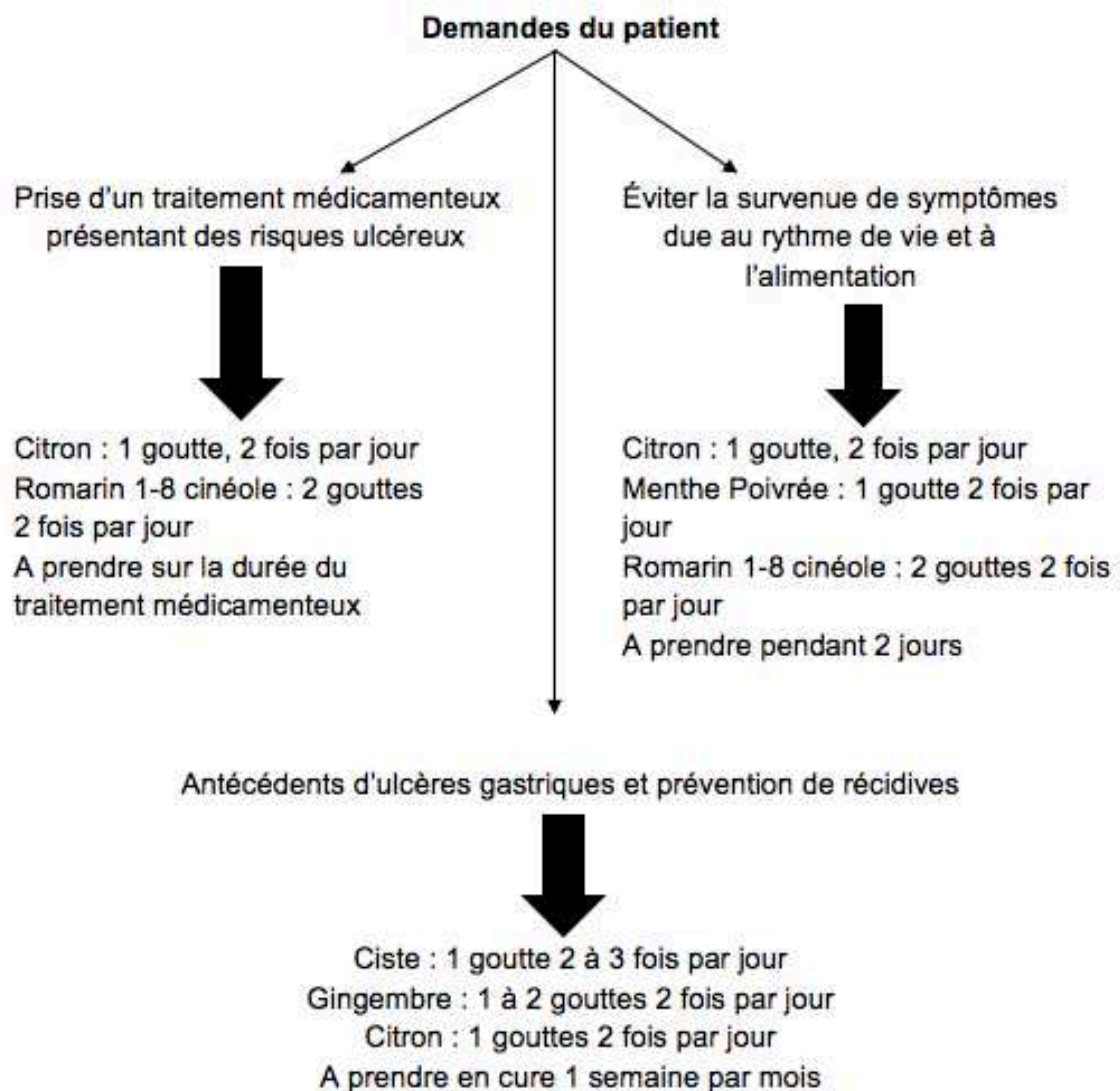 Demandes du patient
Prise d'un traitement médicamenteux
présentant des risques ulcéreux
Éviter la survenue de symptômes
due au rythme de vie et à
l'alimentation
Citron : 1 goutte, 2 fois par jour
Romarin 1-8 cinéole : 2 gouttes
2 fois par jour
A prendre sur la durée du
traitement médicamenteux
Citron : 1 goutte, 2 fois par jour
Menthe Poivrée : 1 goutte 2 fois par
jour
Romarin 1-8 cinéole : 2 gouttes 2 fois
par jour
A prendre pendant 2 jours
Antécédents d'ulcères gastriques et prévention de récidives
Ciste : 1 goutte 2 à 3 fois par jour
Gingembre : 1 à 2 gouttes 2 fois par jour
Citron : 1 gouttes 2 fois par jour
A prendre en cure 1 semaine par mois